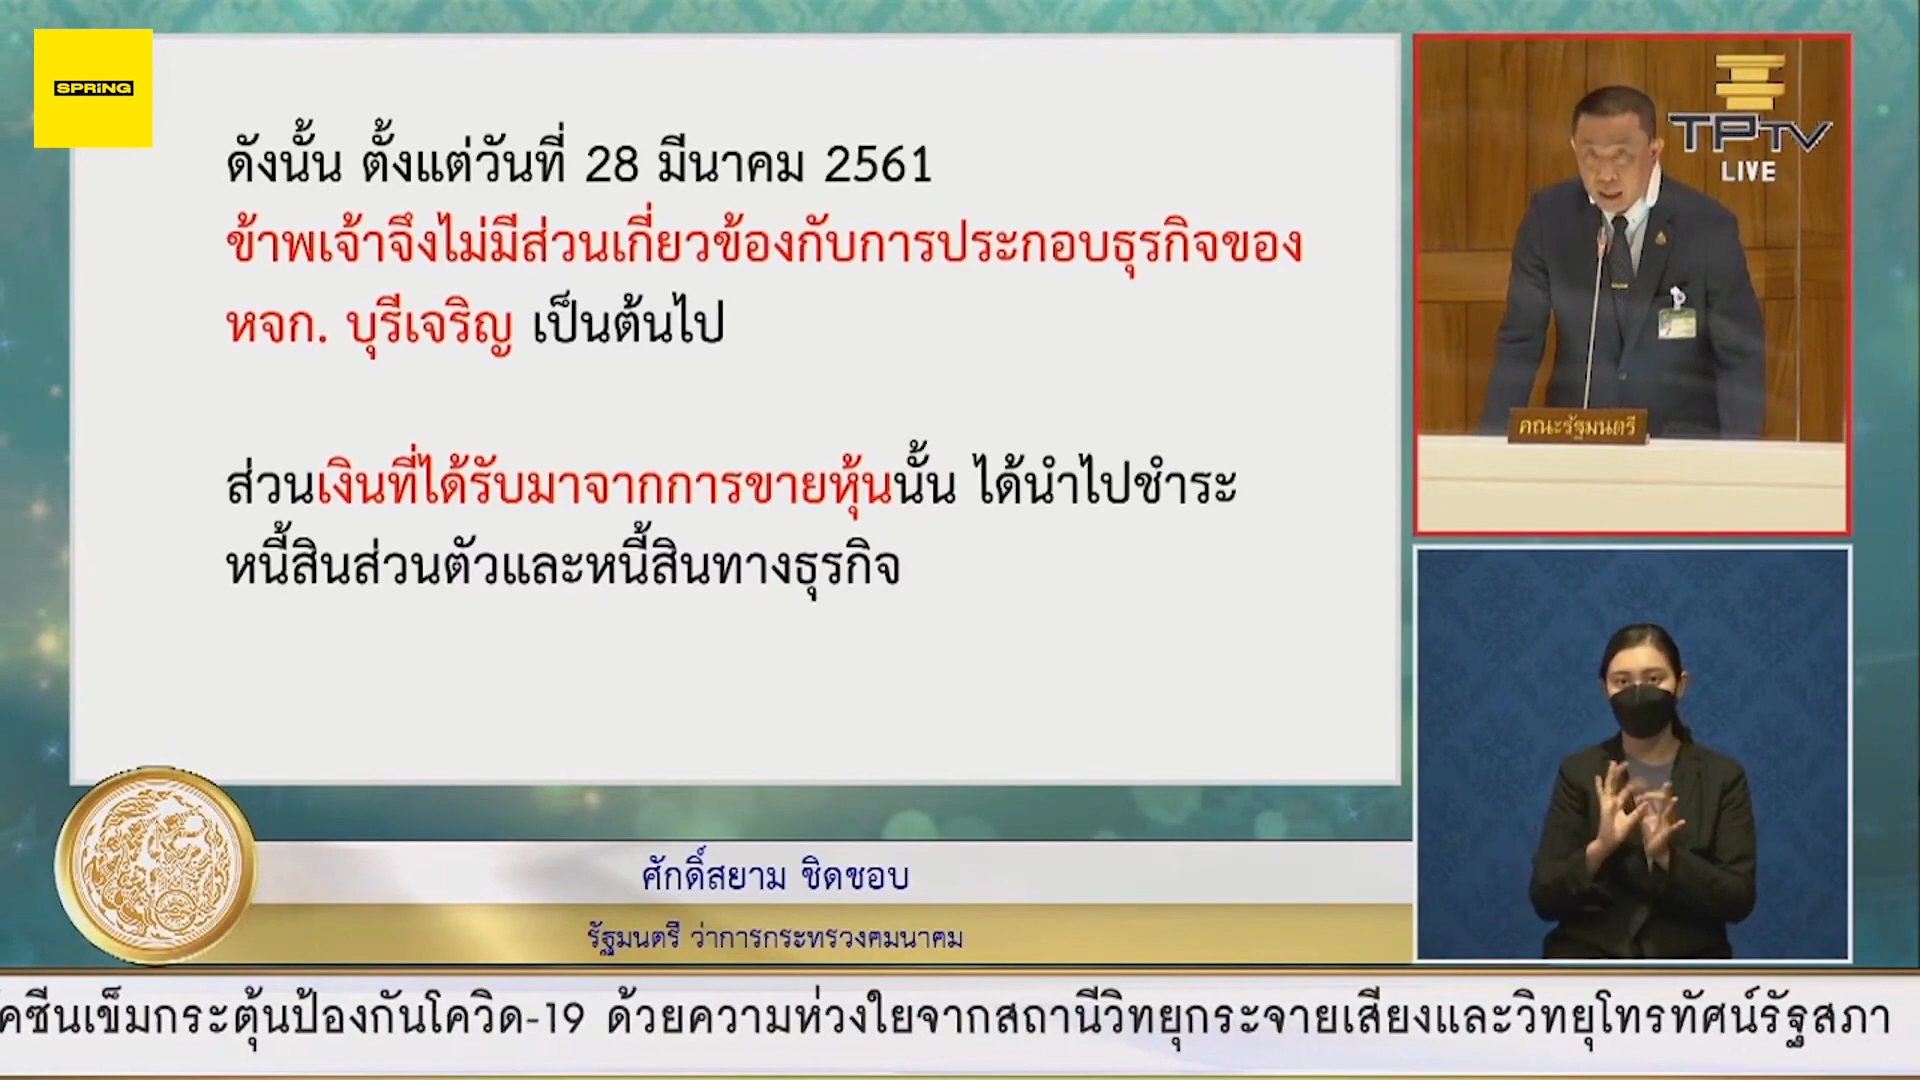 SPRiNG
ดังนั้น ตั้งแต่วันที่ 28 มีนาคม 2561
ข้าพเจ้าจึงไม่มีส่วนเกี่ยวข้องกับการประกอบธุรกิจของ
หจก. บุรีเจริญ เป็นต้นไป
ส่วนเงินที่ได้รับมาจากการขายหุ้นนั้น ได้นำไปชำระ
หนี้สินส่วนตัวและหนี้สินทางธุรกิจ
TPTV
LIVE
คณะรัฐมนตรี
ศักดิ์สยาม ชิดชอบ
รัฐมนตรี ว่าการกระทรวงคมนาคม
คซีนเข็มกระตุ้นป้องกันโควิด-19 ด้วยความห่วงใยจากสถานีวิทยุกระจายเสียงและวิทยุโทรทัศน์รัฐสภา